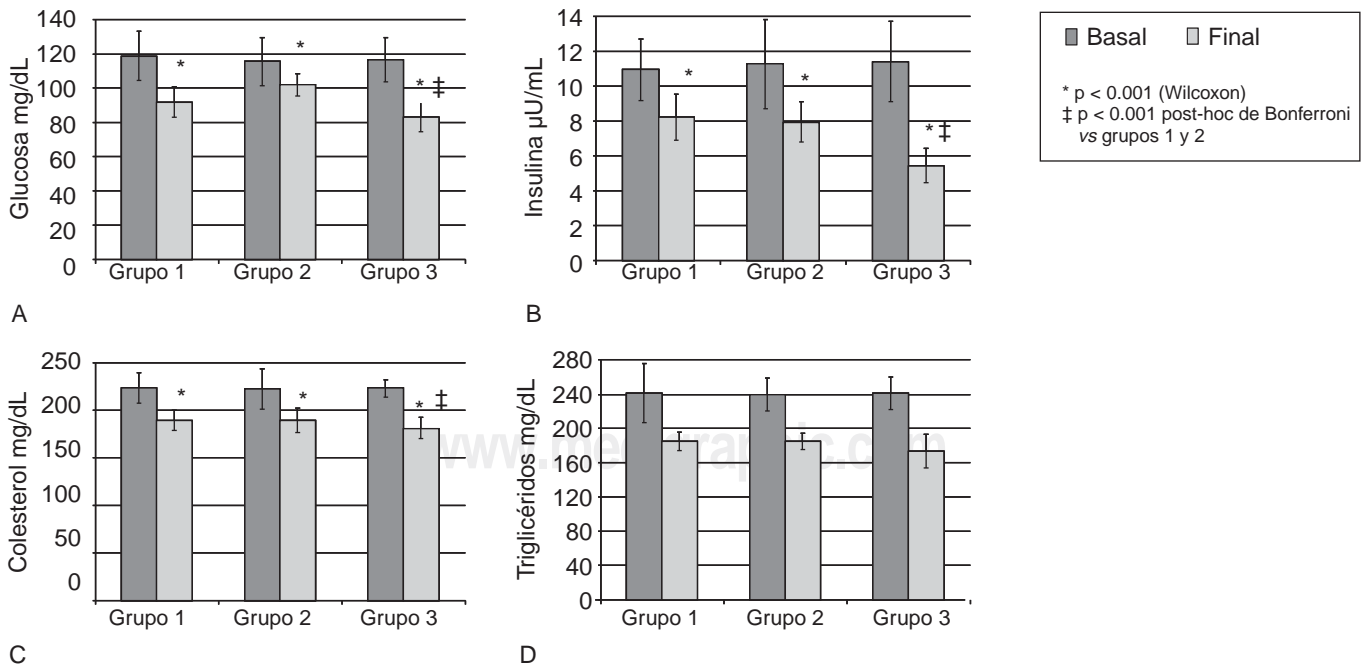 Glucosa mg/dL
140
120
100
80
60
40
20
0
*
*
* ‡
Grupo 1 Grupo 2 Grupo 3
A
Insulina µU/mL
14
12
10
8
6
4
2
0
*
*
* ‡
Grupo 1 Grupo 2 Grupo 3
B
Basal Final
* p < 0.001 (Wilcoxon)
‡ p < 0.001 post-hoc de Bonferroni
vs grupos 1 y 2
Colesterol mg/dL
250
200
150
100
50
0
*
*
* ‡
Grupo 1 Grupo 2 Grupo 3
C
Triglicéridos mg/dL
280
240
200
160
120
80
40
0
Grupo 1 Grupo 2 Grupo 3
D
www.medigraphic.com